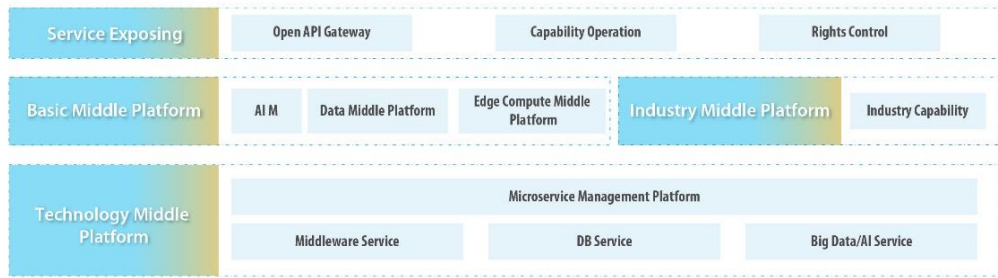 Service Exposing
Open API Gateway
Capability Operation
Rights Control
Basic Middle Platform
AI M
Data Middle Platform
Edge Compute Middle
Platform
Industry Middle Platform
Industry Capability
Technology Middle
Platform
Microservice Management Platform
Middleware Service
DB Service
Big Data/AI Service